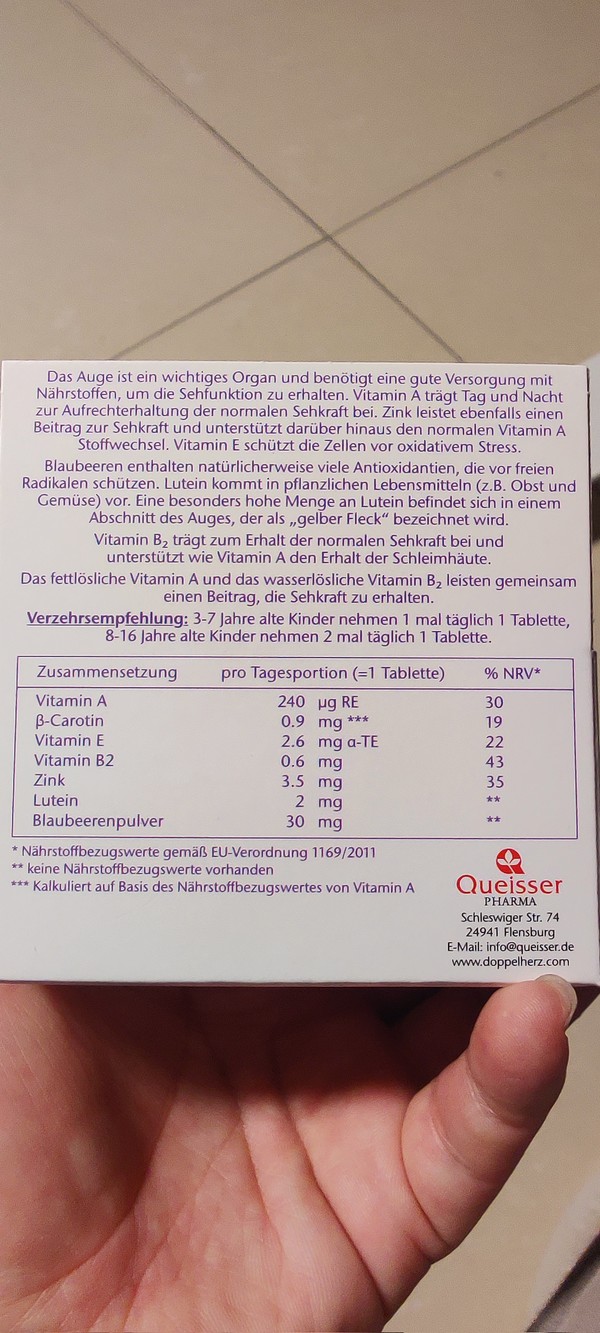 Das Auge ist ein wichtiges Organ und benötigt eine gute Versorgung mit
Nährstoffen, um die Sehfunktion zu erhalten. Vitamin A trägt Tag und Nacht
zur Aufrechterhaltung der normalen Sehkraft bei. Zink leistet ebenfalls einen
Beitrag zur Sehkraft und unterstützt darüber hinaus den normalen Vitamin A
Stoffwechsel. Vitamin E schützt die Zellen vor oxidativem Stress.
Blaubeeren enthalten natürlicherweise viele Antioxidantien, die vor freien
Radikalen schützen. Lutein kommt in pflanzlichen Lebensmitteln (z.B. Obst und
Gemüse) vor. Eine besonders hohe Menge an Lutein befindet sich in einem
Abschnitt des Auges, der als „gelber Fleck“ bezeichnet wird.
Vitamin B₂ trägt zum Erhalt der normalen Sehkraft bei und
unterstützt wie Vitamin A den Erhalt der Schleimhäute.
Das fettlösliche Vitamin A und das wasserlösliche Vitamin B₂ leisten gemeinsam
einen Beitrag, die Sehkraft zu erhalten.
Verzehrsempfehlung: 3-7 Jahre alte Kinder nehmen 1 mal täglich 1 Tablette,
8-16 Jahre alte Kinder nehmen 2 mal täglich 1 Tablette.
Zusammensetzung pro Tagesportion (=1 Tablette) % NRV*
Vitamin A 240 µg RE 30
β-Carotin 0.9 mg *** 19
Vitamin E 2.6 mg α-TE 22
Vitamin B2 0.6 mg 43
Zink 3.5 mg 35
Lutein 2 mg **
Blaubeerenpulver 30 mg **
* Nährstoffbezugswerte gemäß EU-Verordnung 1169/2011
** keine Nährstoffbezugswerte vorhanden
*** Kalkuliert auf Basis des Nährstoffbezugswertes von Vitamin A
Queisser
PHARMA
Schleswiger Str. 74
24941 Flensburg
E-Mail: info@queisser.de
www.doppelherz.com